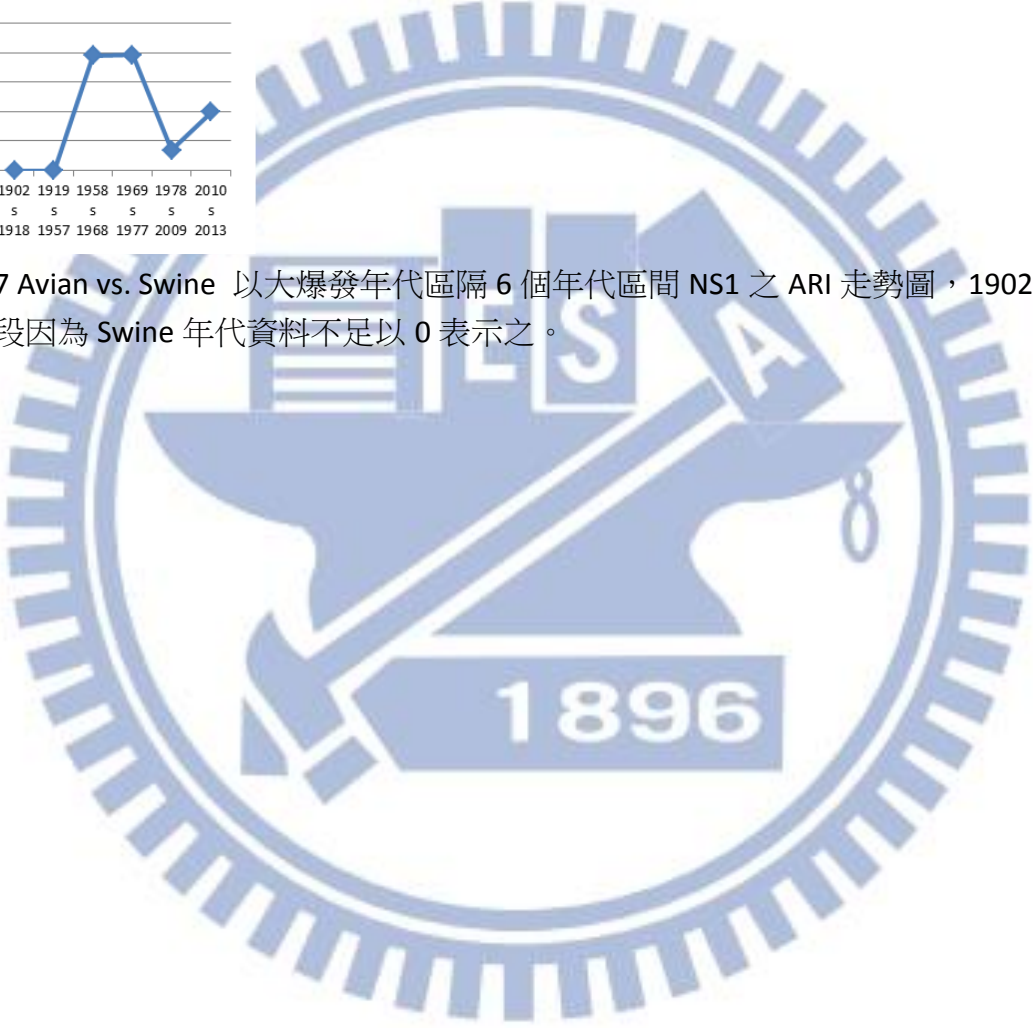 1902 1919 1958 1969 1978 2010
s s s s s s
1918 1957 1968 1977 2009 2013
7 Avian vs. Swine 以大爆發年代區隔 6 個年代區間 NS1 之 ARI 走勢圖，1902
段因為 Swine 年代資料不足以 0 表示之。
E S A
1896